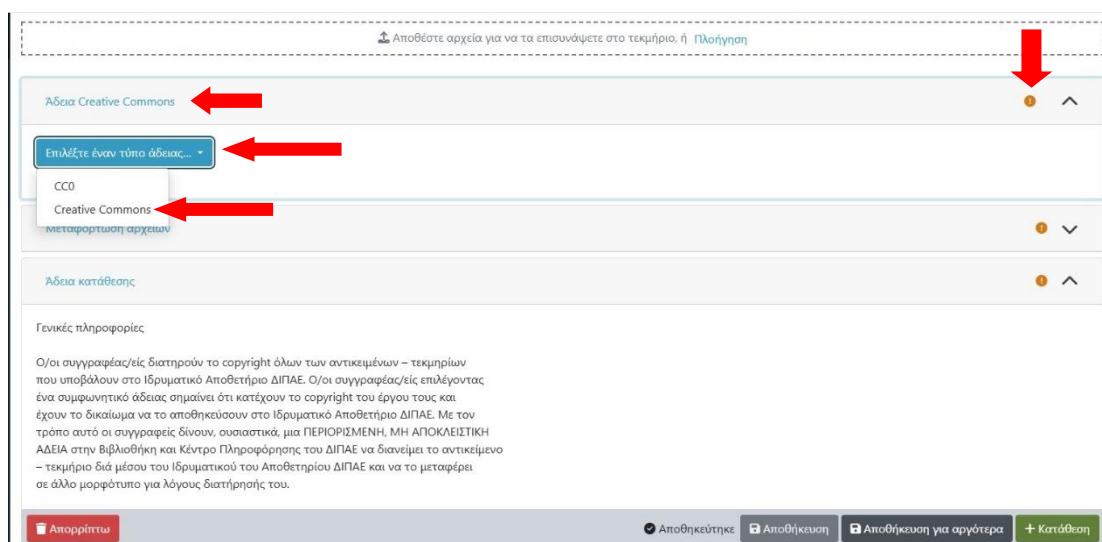 Αποθέστε αρχεία για να τα επισυνάψετε στο τεκμήριο, ή Πλοήγηση
Άδεια Creative Commons
Επιλέξτε έναν τύπο άδειας...
CC0
Creative Commons
Μεταφόρτωση αρχείων
Άδεια κατάθεσης
Γενικές πληροφορίες
Ο/οι συγγραφέας/είς διατηρούν το copyright όλων των αντικειμένων – τεκμηρίων
που υποβάλουν στο Ιδρυματικό Αποθετήριο ΔΙΠΑΕ. Ο/οι συγγραφέας/είς επιλέγοντας
ένα συμφωνητικό άδειας σημαίνει ότι κατέχουν το copyright του έργου τους και
έχουν το δικαίωμα να το αποθηκεύσουν στο Ιδρυματικό Αποθετήριο ΔΙΠΑΕ. Με τον
τρόπο αυτό οι συγγραφείς δίνουν, ουσιαστικά, μια ΠΕΡΙΟΡΙΣΜΕΝΗ, ΜΗ ΑΠΟΚΛΕΙΣΤΙΚΗ
ΑΔΕΙΑ στην Βιβλιοθήκη και Κέντρο Πληροφόρησης του ΔΙΠΑΕ να διανείμει το αντικείμενο
– τεκμήριο διά μέσου του Ιδρυματικού του Αποθετηρίου ΔΙΠΑΕ και να το μεταφέρει
σε άλλο μορφότυπο για λόγους διατήρησής του.
Απορρίπτω Αποθηκεύτηκε Αποθήκευση Αποθήκευση για αργότερα + Κατάθεση